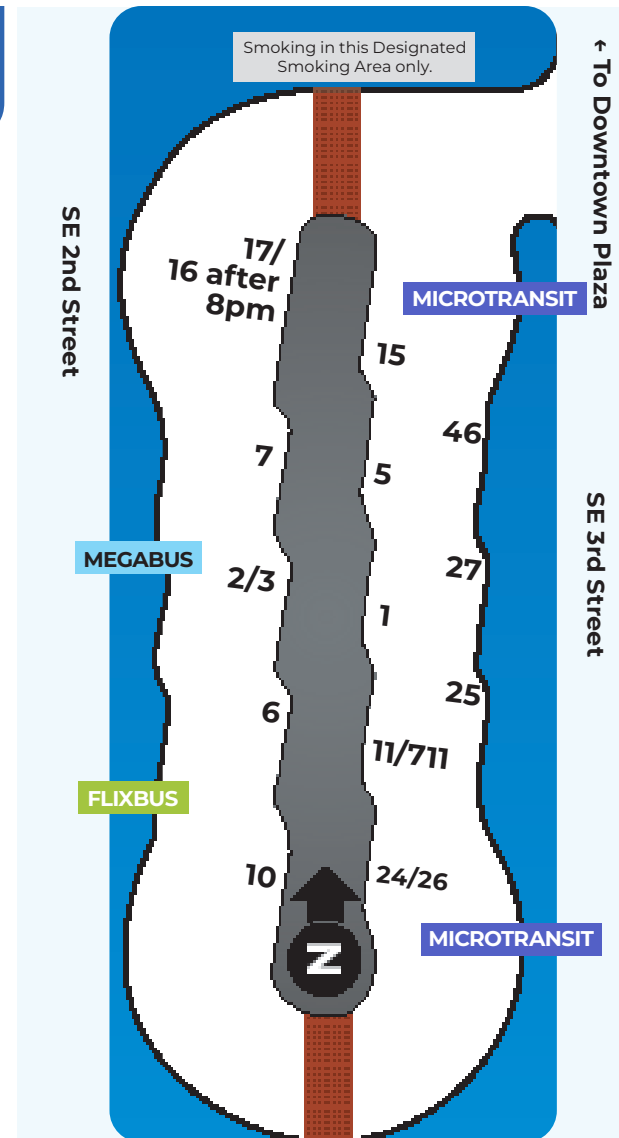 Smoking in this Designated
Smoking Area only.
← To Downtown Plaza
SE 2nd Street
17/
16 after
8pm
MICROTRANSIT
15
46
7
5
SE 3rd Street
MEGABUS
27
2/3
1
25
6
11/711
FLIXBUS
10
24/26
MICROTRANSIT
N